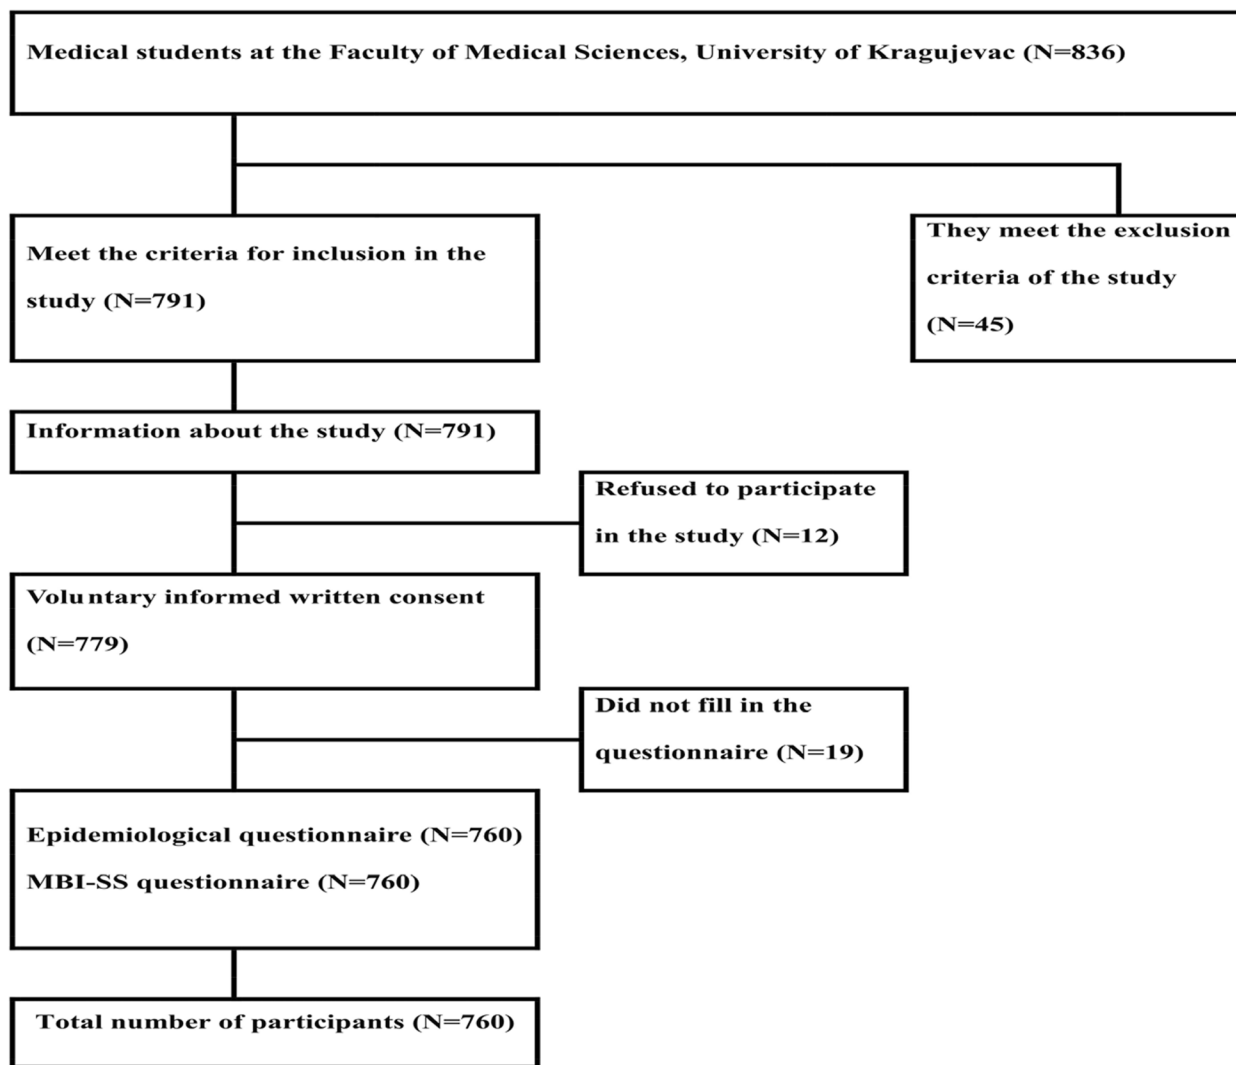 Medical students at the Faculty of Medical Sciences, University of Kragujevac (N=836)
Meet the criteria for inclusion in the
study (N=791)
They meet the exclusion
criteria of the study
(N=45)
Information about the study (N=791)
Refused to participate
in the study (N=12)
Voluntary informed written consent
(N=779)
Did not fill in the
questionnaire (N=19)
Epidemiological questionnaire (N=760)
MBI-SS questionnaire (N=760)
Total number of participants (N=760)